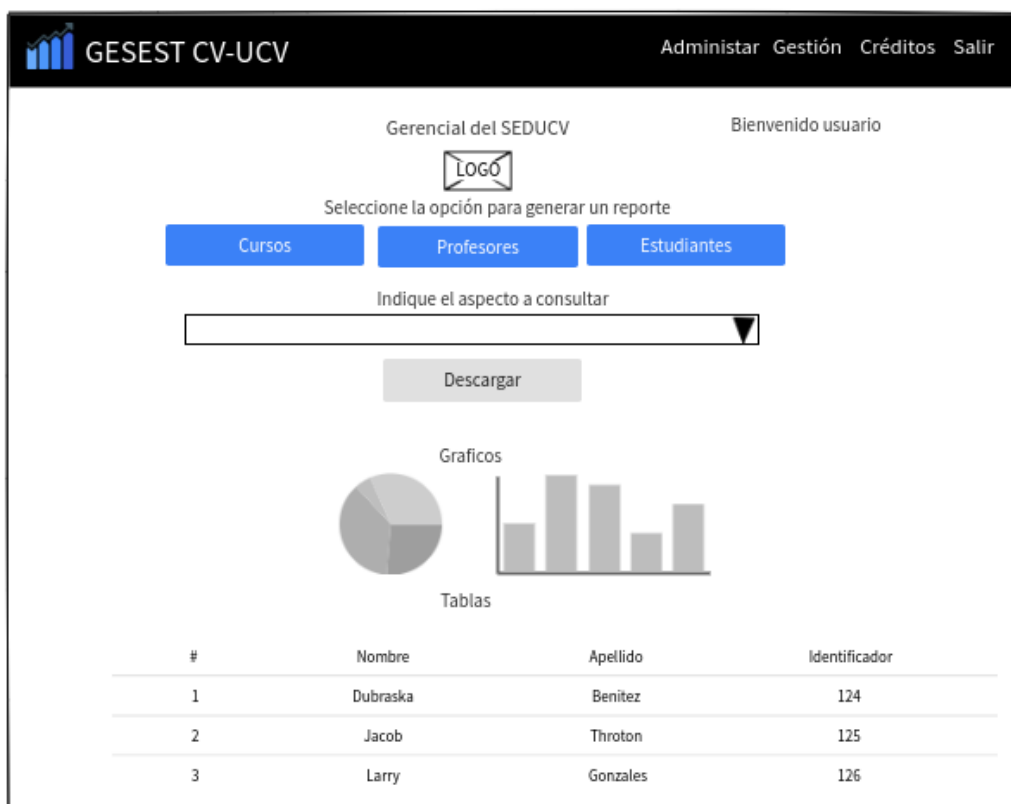 GESEST CV-UCV Administar Gestión Créditos Salir
Gerencial del SEDUCV Bienvenido usuario
LOGO
Seleccione la opción para generar un reporte
Cursos Profesores Estudiantes
Indique el aspecto a consultar
Descargar
Graficos
Tablas
# Nombre Apellido Identificador
1 Dubraska Benitez 124
2 Jacob Throton 125
3 Larry Gonzales 126